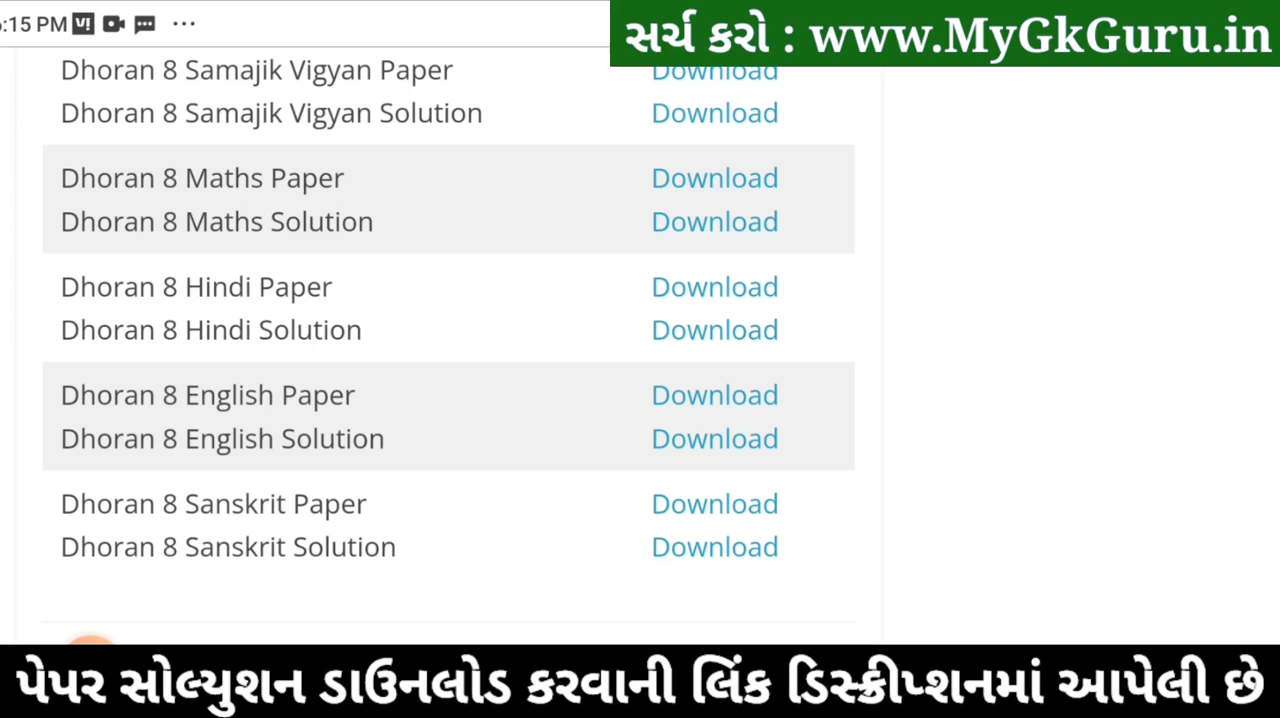 :15 PM
સર્ચ કરો : www.MyGkGuru.in
Dhoran 8 Samajik Vigyan Paper Download
Dhoran 8 Samajik Vigyan Solution Download
Dhoran 8 Maths Paper Download
Dhoran 8 Maths Solution Download
Dhoran 8 Hindi Paper Download
Dhoran 8 Hindi Solution Download
Dhoran 8 English Paper Download
Dhoran 8 English Solution Download
Dhoran 8 Sanskrit Paper Download
Dhoran 8 Sanskrit Solution Download
પેપર સોલ્યુશન ડાઉનલોડ કરવાની લિંક ડિસ્ક્રીપ્શનમાં આપેલી છે